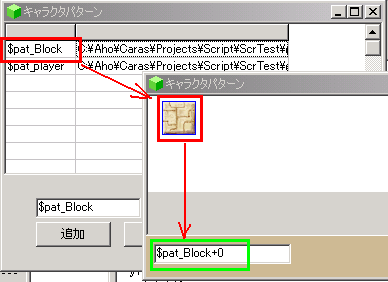 キャラクタパターン
$pat_Block C:¥Aho¥Caras¥Projects¥Script¥ScrTest¥
$pat_player C:¥Aho¥Caras¥Projects¥Script¥ScrTest¥
キャラクタパターン
$pat_Block
追加
$pat_Block+0